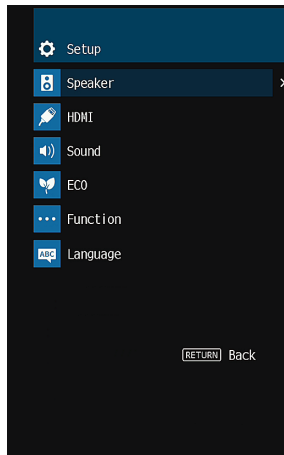 Setup
Speaker
HDMI
Sound
ECO
Function
ABC Language
RETURN Back